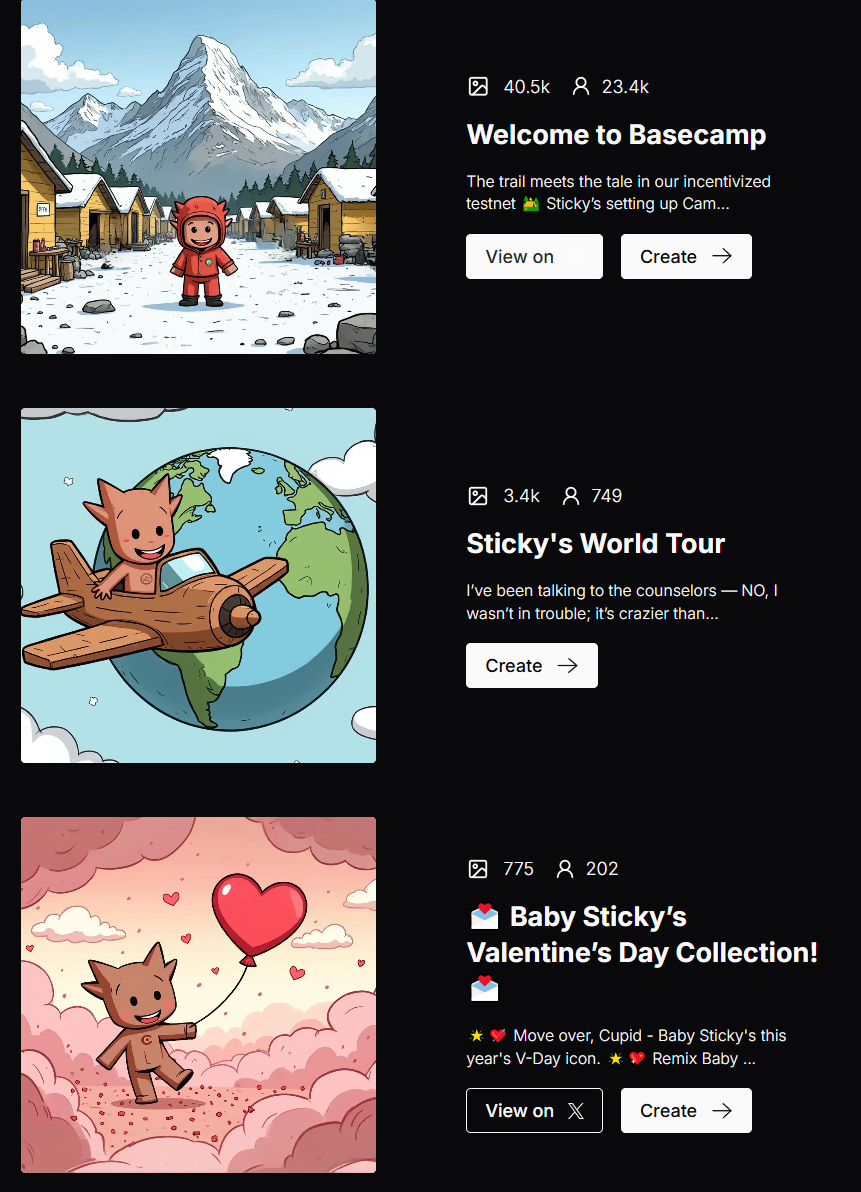 40.5k 23.4k
Welcome to Basecamp
The trail meets the tale in our incentivized
testnet 🏕️ Sticky’s setting up Cam...
View on
Create →
3.4k 749
Sticky's World Tour
I’ve been talking to the counselors — NO, I
wasn’t in trouble; it’s crazier than...
Create →
775 202
💌 Baby Sticky’s
Valentine’s Day Collection!
💌
⭐ 💖 Move over, Cupid - Baby Sticky's this
year's V-Day icon. ⭐ 💖 Remix Baby ...
View on 𝕏
Create →